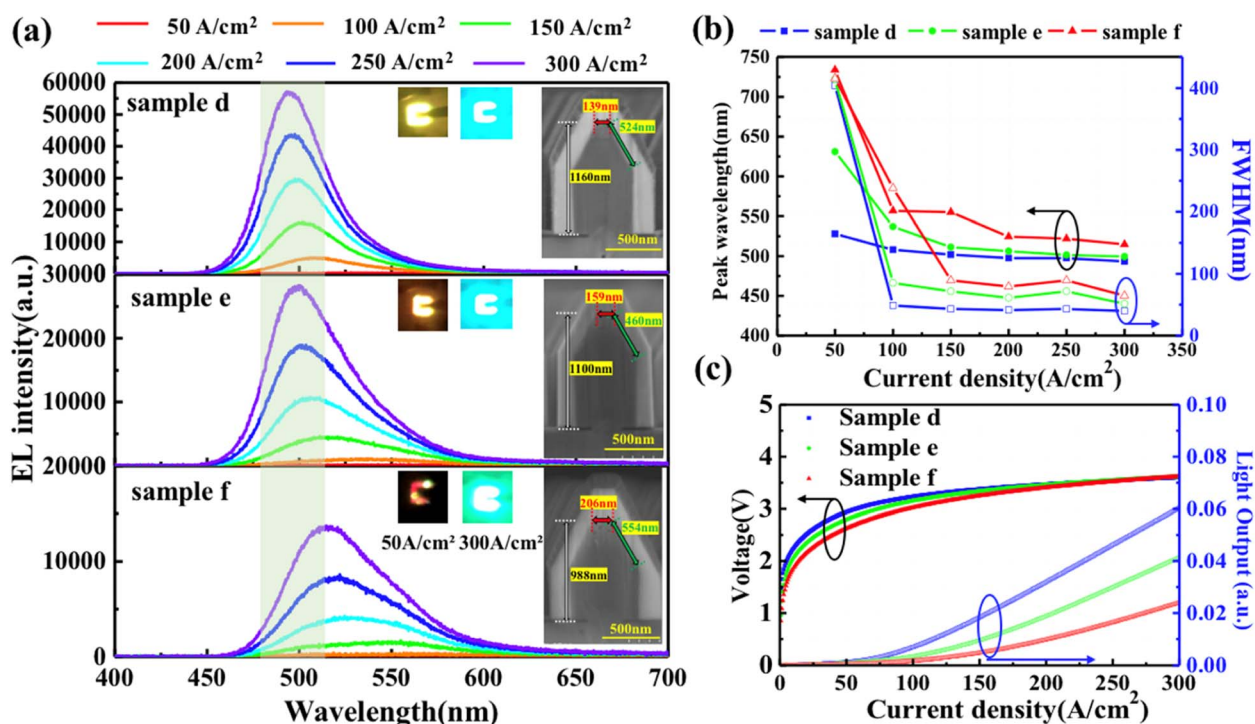 (a)
50 A/cm² 100 A/cm² 150 A/cm²
200 A/cm² 250 A/cm² 300 A/cm²
EL intensity(a.u.)
60000
50000
40000
30000
20000
10000
30000
sample d
139nm
524nm
1160nm
500nm
20000
10000
20000
sample e
159nm
460nm
1100nm
500nm
10000
0
sample f
50A/cm² 300A/cm²
206nm
554nm
988nm
500nm
400 450 500 550 600 650 700
Wavelength(nm)
(b)
sample d sample e sample f
Peak wavelength(nm)
750
700
650
600
550
500
450
400
FWHM(nm)
400
300
200
100
0
0 50 100 150 200 250 300 350
Current density(A/cm²)
(c)
Sample d
Sample e
Sample f
Voltage(V)
5
4
3
2
1
0
Light Output (a.u.)
0.10
0.08
0.06
0.04
0.02
0.00
0 50 100 150 200 250 300
Current density(A/cm²)